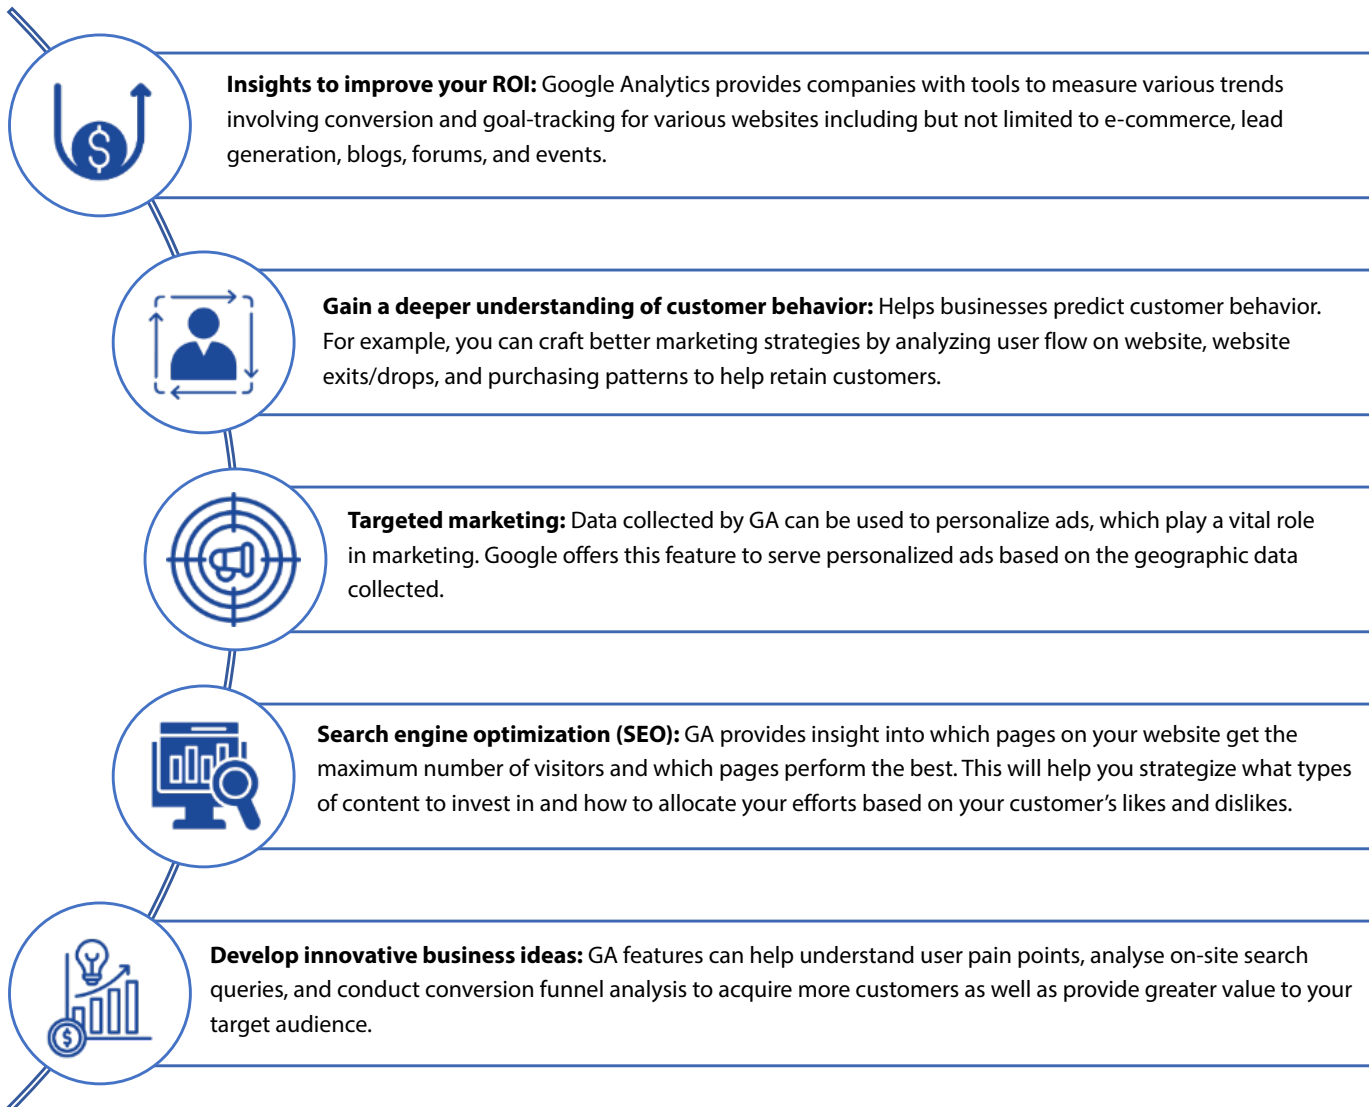 Insights to improve your ROI: Google Analytics provides companies with tools to measure various trends
involving conversion and goal-tracking for various websites including but not limited to e-commerce, lead
generation, blogs, forums, and events.
Gain a deeper understanding of customer behavior: Helps businesses predict customer behavior.
For example, you can craft better marketing strategies by analyzing user flow on website, website
exits/drops, and purchasing patterns to help retain customers.
Targeted marketing: Data collected by GA can be used to personalize ads, which play a vital role
in marketing. Google offers this feature to serve personalized ads based on the geographic data
collected.
Search engine optimization (SEO): GA provides insight into which pages on your website get the
maximum number of visitors and which pages perform the best. This will help you strategize what types
of content to invest in and how to allocate your efforts based on your customer’s likes and dislikes.
Develop innovative business ideas: GA features can help understand user pain points, analyse on-site search
queries, and conduct conversion funnel analysis to acquire more customers as well as provide greater value to your
target audience.